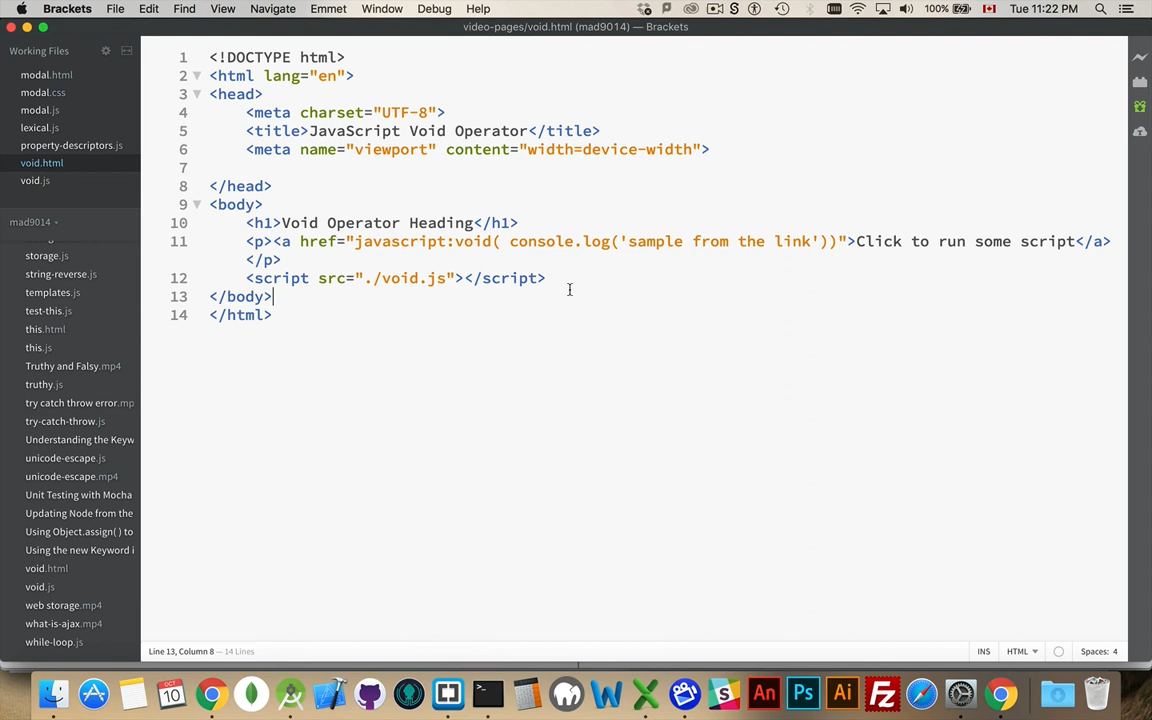 Brackets File Edit Find View Navigate Emmet Window Debug Help 100% Tue 11:22 PM
video-pages/void.html (mad9014) — Brackets
Working Files
modal.html
modal.css
modal.js
lexical.js
property-descriptors.js
void.html
void.js
mad9014
storage.js
string-reverse.js
templates.js
test-this.js
this.html
this.js
Truthy and Falsy.mp4
truthy.js
try catch throw error.mp
try-catch-throw.js
Understanding the Keyw
unicode-escape.js
unicode-escape.mp4
Unit Testing with Mocha
Updating Node from the
Using Object.assign( ) to
Using the new Keyword i
void.html
void.js
web storage.mp4
what-is-ajax.mp4
while-loop.js
1 <!DOCTYPE html>
2 <html lang="en">
3 <head>
4 <meta charset="UTF-8">
5 <title>JavaScript Void Operator</title>
6 <meta name="viewport" content="width=device-width">
7
8 </head>
9 <body>
10 <h1>Void Operator Heading</h1>
11 <p><a href="javascript:void( console.log('sample from the link'))">Click to run some script</a>
</p>
12 <script src="./void.js"></script>
13 </body>
14 </html>
Line 13, Column 8 — 14 Lines
INS HTML Spaces: 4
OCT
10
An Ps Ai Fz